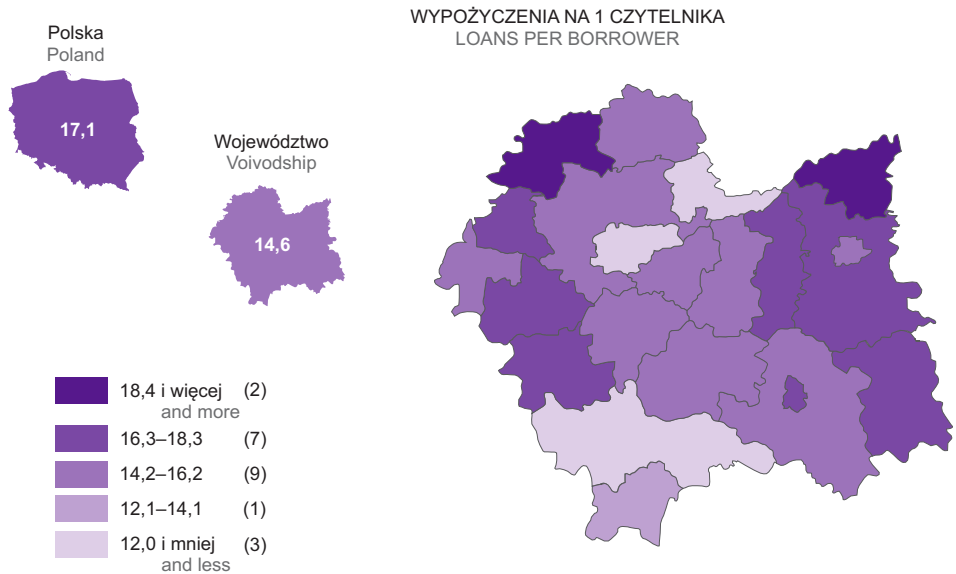 WYPOŻYCZENIA NA 1 CZYTELNIKA
LOANS PER BORROWER
Polska
Poland
17,1
Województwo
Voivodship
14,6
18,4 i więcej (2)
and more
16,3–18,3 (7)
14,2–16,2 (9)
12,1–14,1 (1)
12,0 i mniej (3)
and less